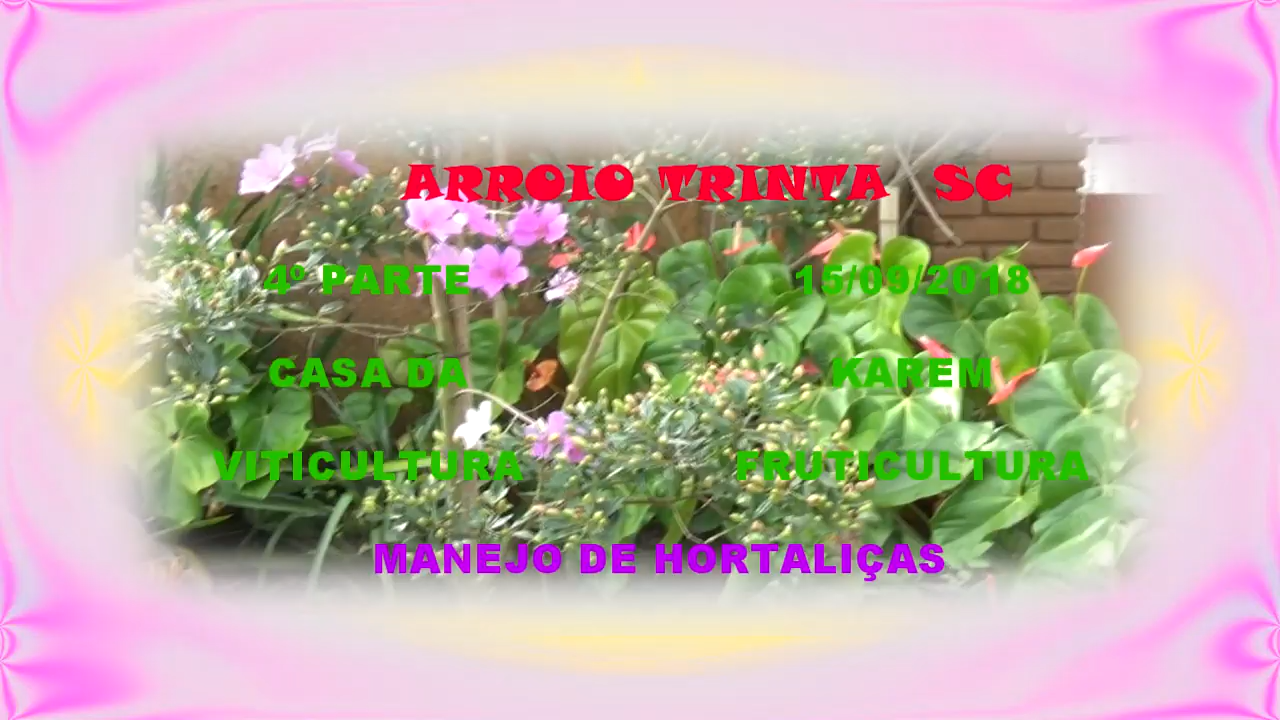 ARROIO TRINTA SC
4º PARTE 15/09/2018
CASA DA KAREM
VITICULTURA FRUTICULTURA
MANEJO DE HORTALIÇAS